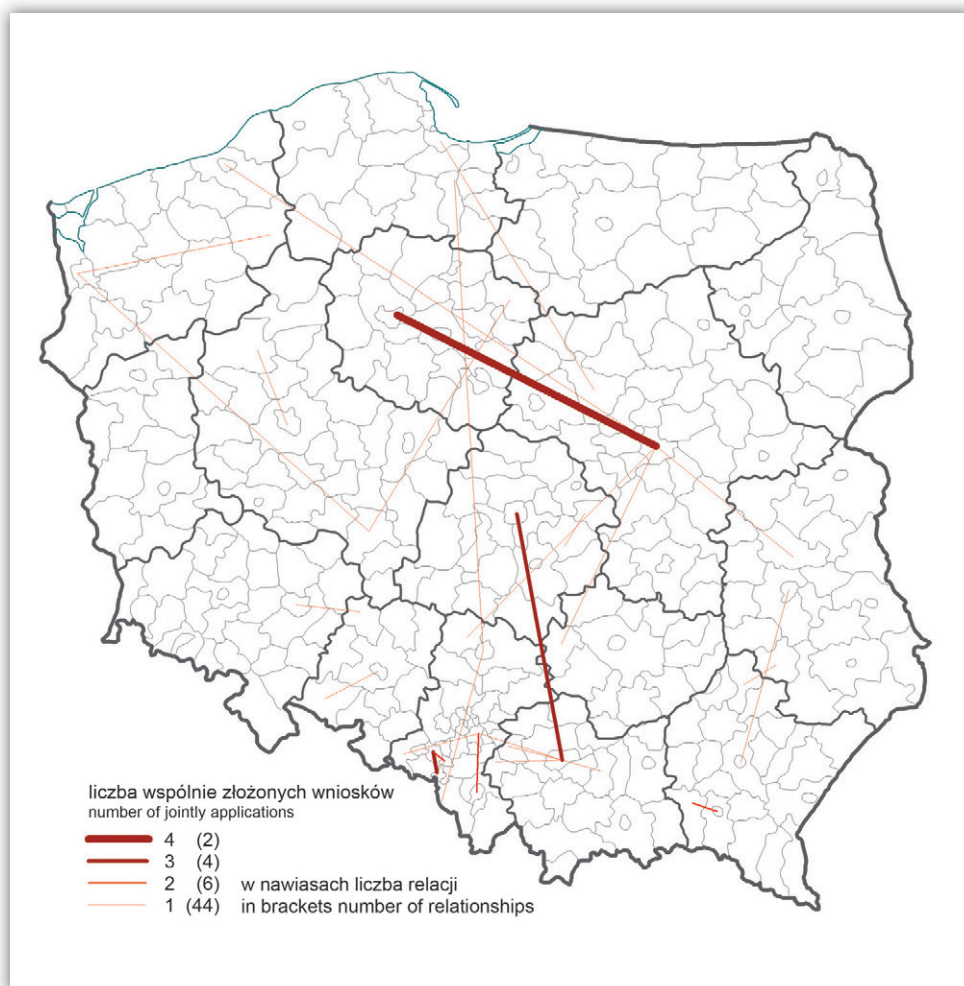 liczba wspólnie złożonych wniosków
number of jointly applications
4 (2)
3 (4)
2 (6) w nawiasach liczba relacji
1 (44) in brackets number of relationships